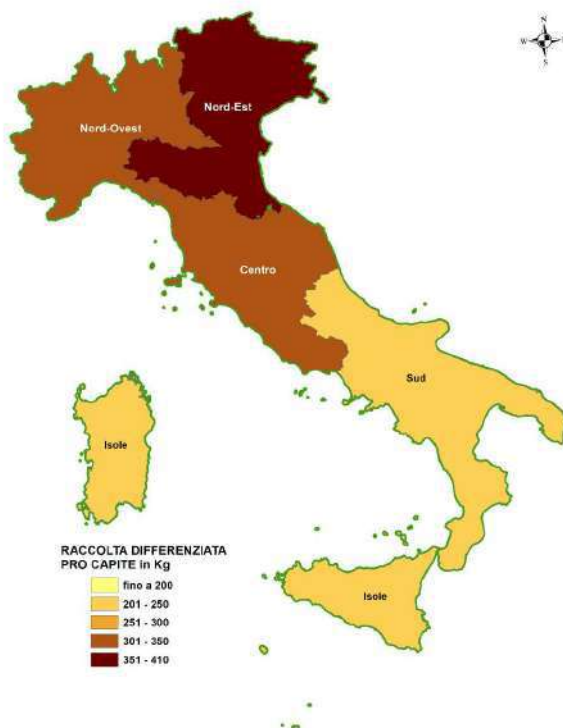 N
W
E
S
Nord-Est
Nord-Ovest
Centro
Sud
Isole
Isole
RACCOLTA DIFFERENZIATA
PRO CAPITE in Kg
fino a 200
201 - 250
251 - 300
301 - 350
351 - 410